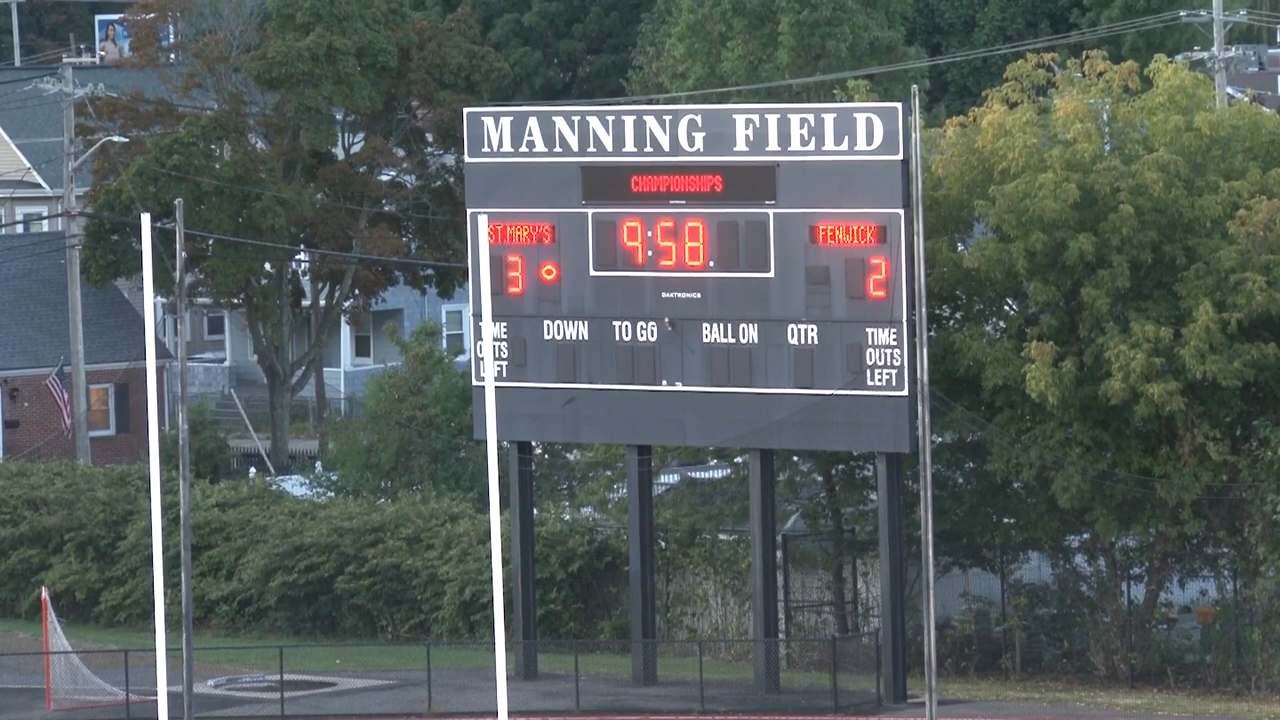 MANNING FIELD
CHAMPIONSHIPS
ST.MARY'S 9:58 FENWICK
3 2
DAKTRONICS
TIME OUTS LEFT
DOWN TO GO BALL ON QTR
TIME OUTS LEFT